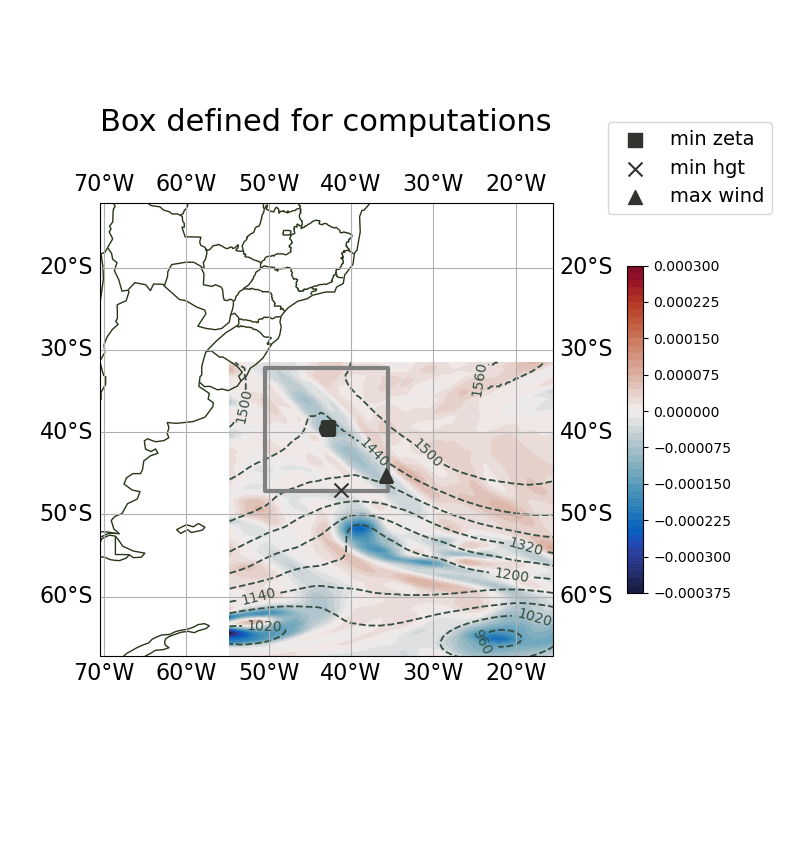 Box defined for computations
min zeta
min hgt
max wind
70°W 60°W 50°W 40°W 30°W 20°W
20°S 20°S
30°S 30°S
40°S 40°S
50°S 50°S
60°S 60°S
70°W 60°W 50°W 40°W 30°W 20°W
1560
1500
1440
1500
1320
1200
1140
1020
1020
960
0.000300
0.000225
0.000150
0.000075
0.000000
−0.000075
−0.000150
−0.000225
−0.000300
−0.000375